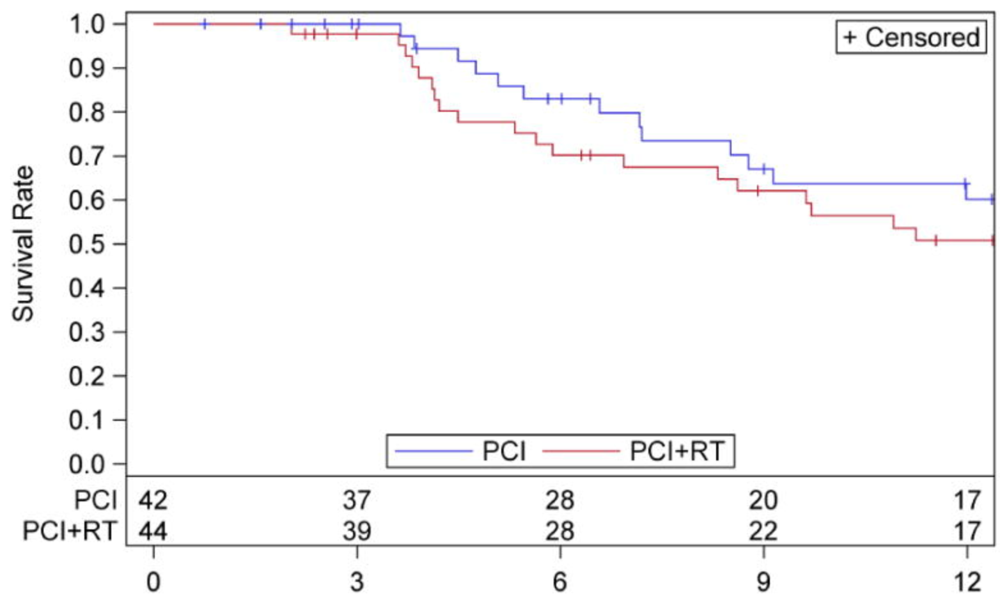 Survival Rate
1.0
0.9
0.8
0.7
0.6
0.5
0.4
0.3
0.2
0.1
0.0
+ Censored
PCI PCI+RT
PCI 42 37 28 20 17
PCI+RT 44 39 28 22 17
0 3 6 9 12